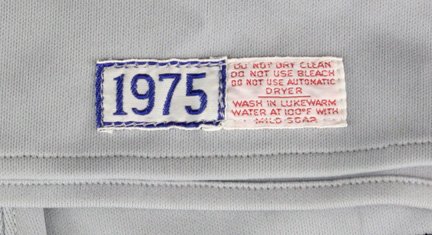 1975
DO NOT DRY CLEAN
DO NOT USE BLEACH
DO NOT USE AUTOMATIC
DRYER
WASH IN LUKEWARM
WATER AT 100°F WITH
MILD SOAP